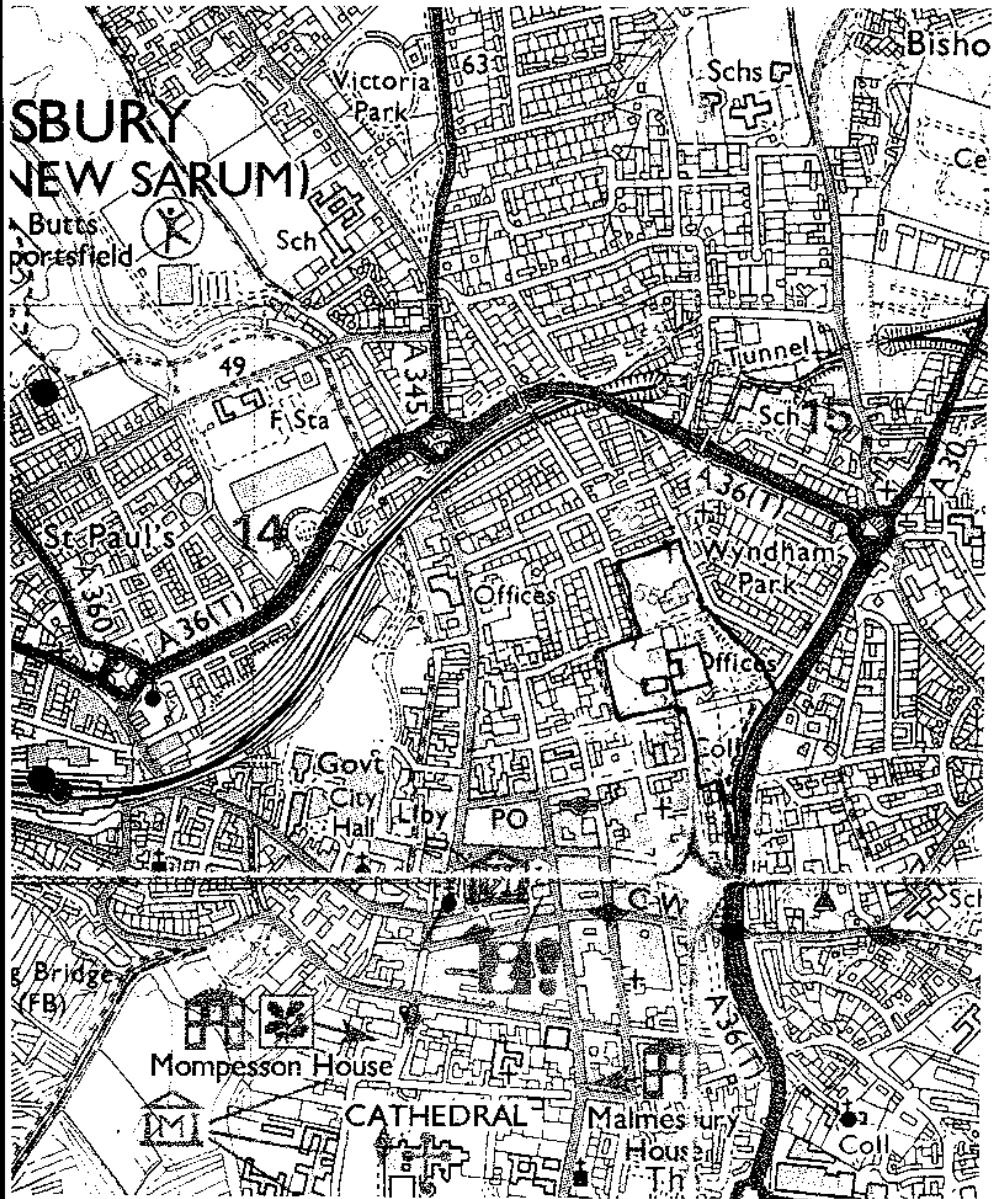 Bisho
63
Schs
Victoria
Park
SBURY
NEW SARUM)
Ce
Butts
portsfield
Sch
Tunnel
49
A 345
F Sta
Sch
15
A 30
A 36(T)
St Paul's
14
Wyndham
Park
A 360
A 36(T)
Offices
Offices
Coll
Govt
City
Hall
Liby
PO
CW
Sch
g Bridge
(FB)
A 36(T)
Mompesson House
M
CATHEDRAL
Malmesbury
House
Th
Coll